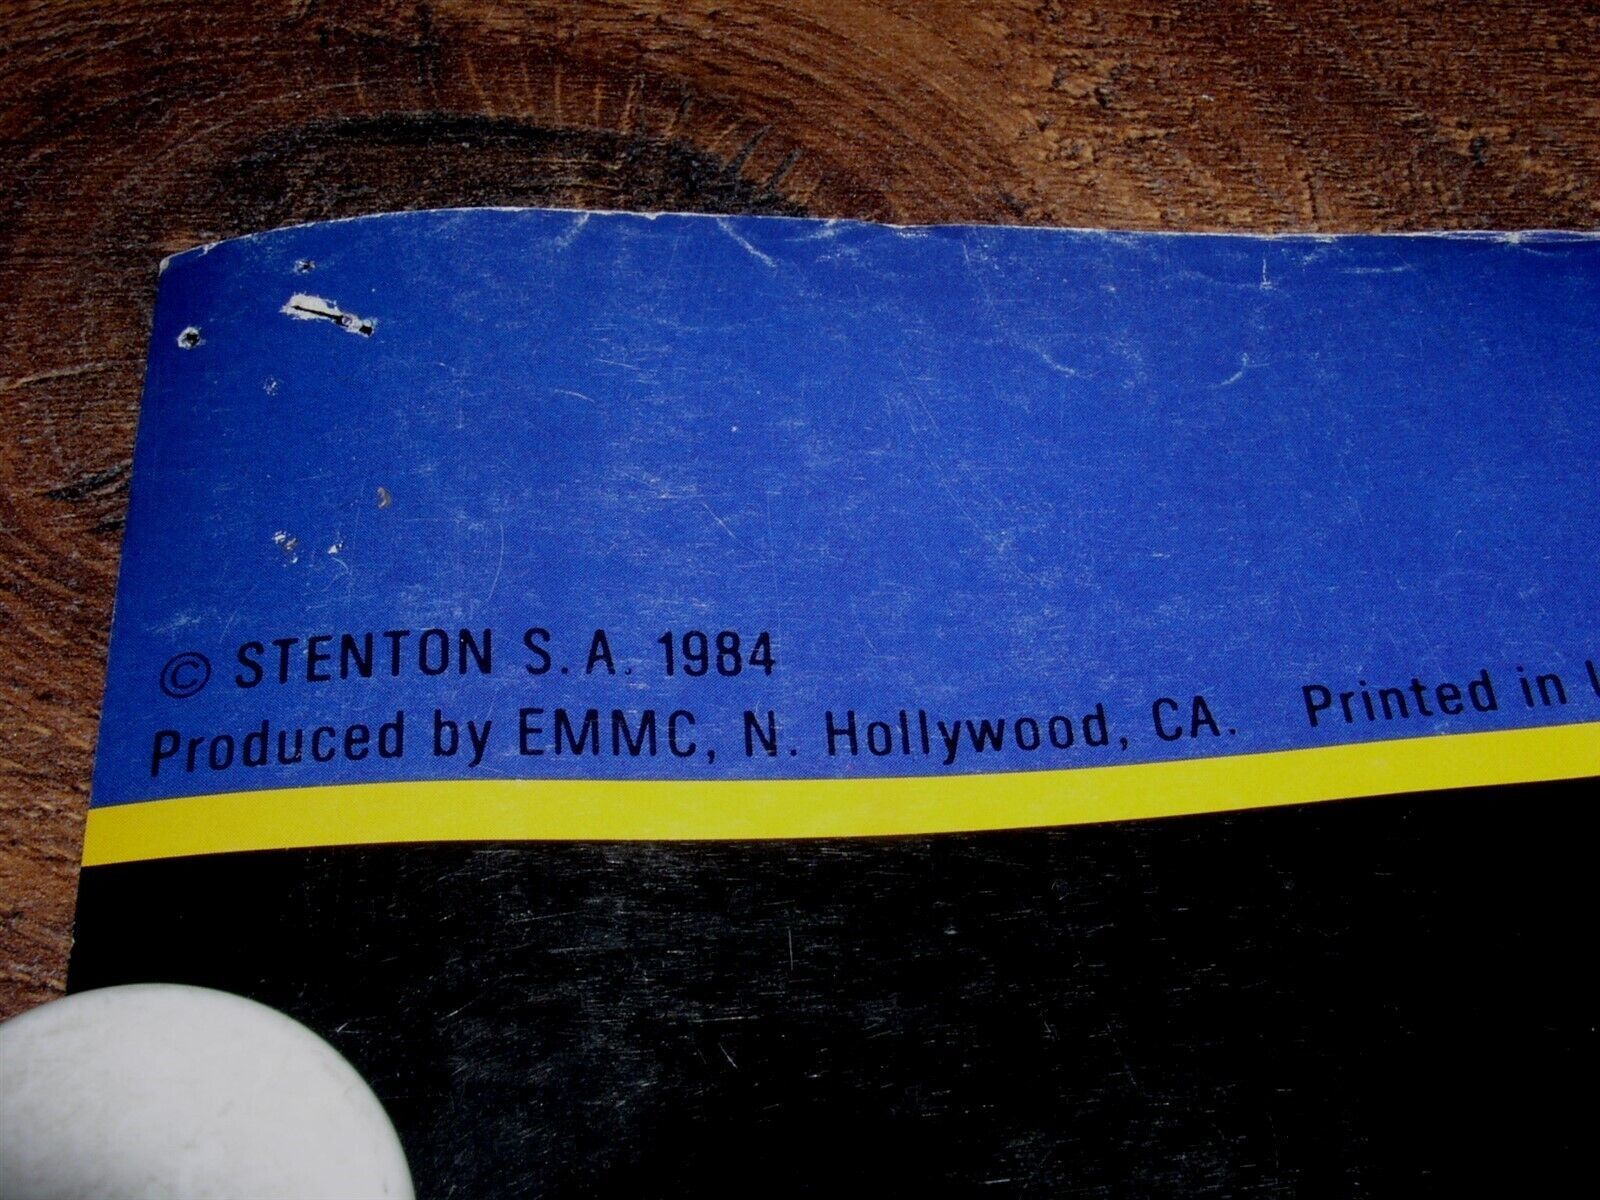 © STENTON S.A. 1984
Produced by EMMC, N. Hollywood, CA. Printed in